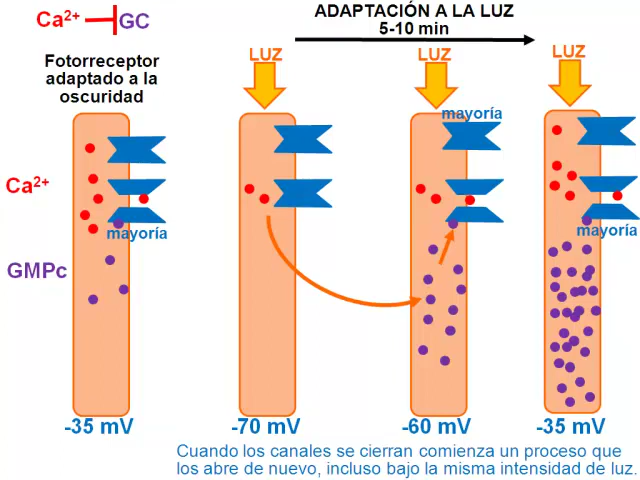 Ca2+ GC
ADAPTACIÓN A LA LUZ
5-10 min
Fotorreceptor
adaptado a la
oscuridad
LUZ
LUZ
LUZ
mayoría
Ca2+
mayoría
mayoría
GMPc
-35 mV
-70 mV
-60 mV
-35 mV
Cuando los canales se cierran comienza un proceso que
los abre de nuevo, incluso bajo la misma intensidad de luz.